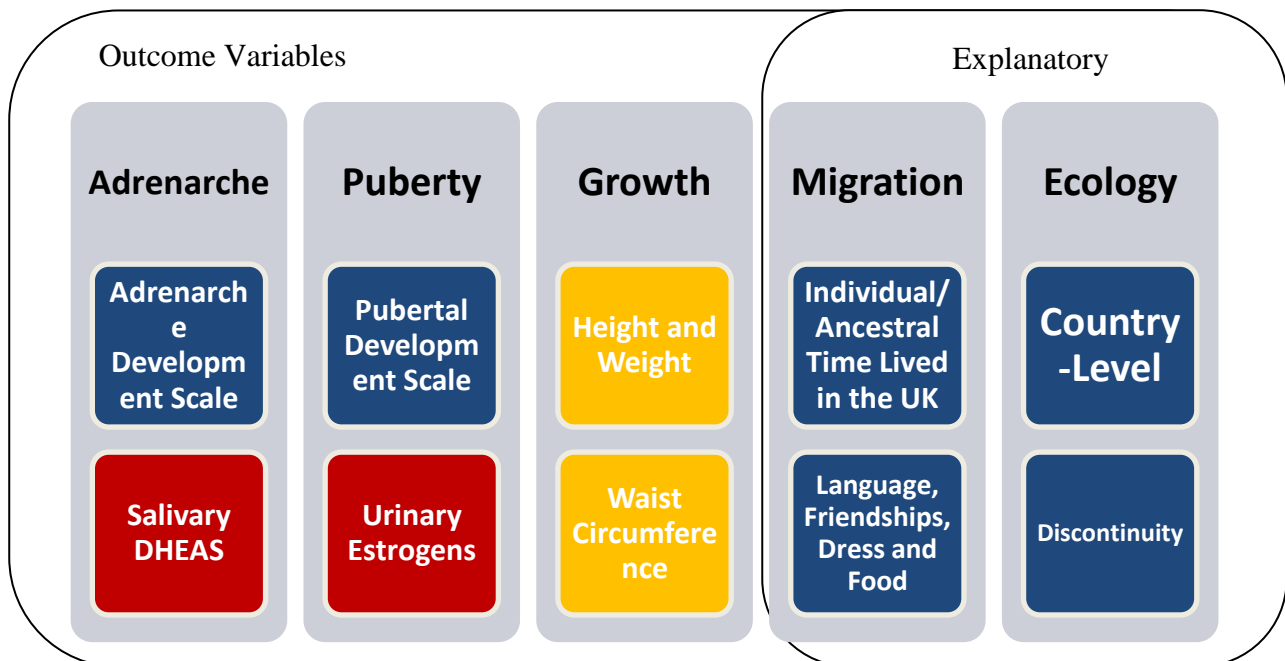 Outcome Variables
Explanatory
Adrenarche
Adrenarch
e
Developm
ent Scale
Salivary
DHEAS
Puberty
Pubertal
Developm
ent Scale
Urinary
Estrogens
Growth
Height and
Weight
Waist
Circumfere
nce
Migration
Individual/
Ancestral
Time Lived
in the UK
Language,
Friendships,
Dress and
Food
Ecology
Country
-Level
Discontinuity